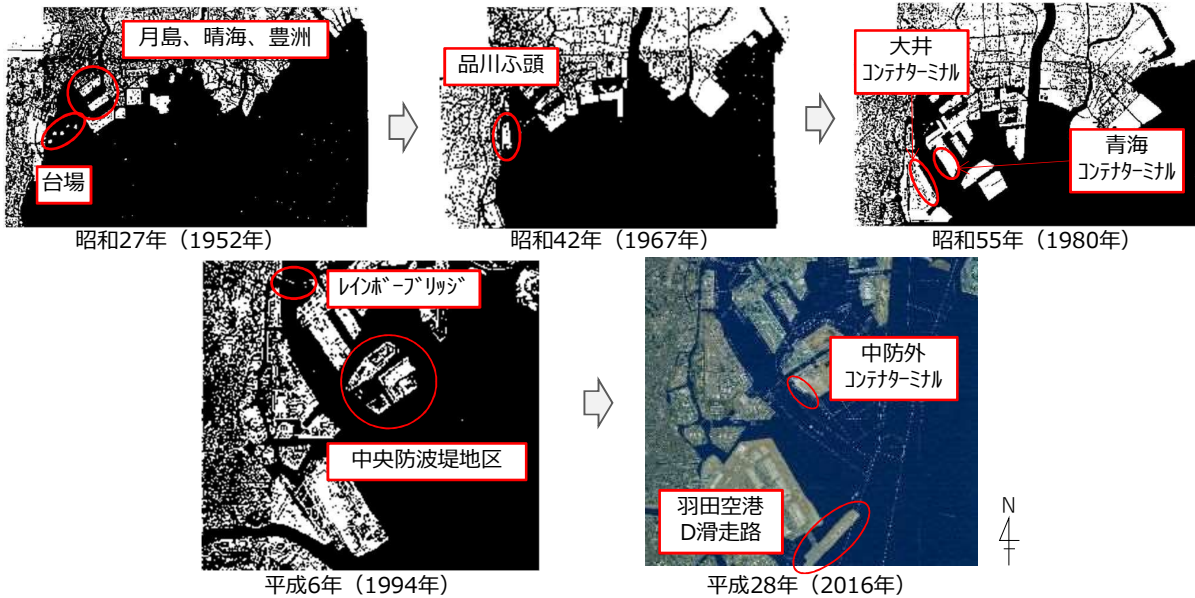 月島、晴海、豊洲
台場
昭和27年（1952年）
品川ふ頭
昭和42年（1967年）
大井
ｺﾝﾃﾅﾀｰﾐﾅﾙ
青海
ｺﾝﾃﾅﾀｰﾐﾅﾙ
昭和55年（1980年）
ﾚｲﾝﾎﾞｰﾌﾞﾘｯｼﾞ
中央防波堤地区
平成6年（1994年）
中防外
ｺﾝﾃﾅﾀｰﾐﾅﾙ
羽田空港
D滑走路
平成28年（2016年）
N